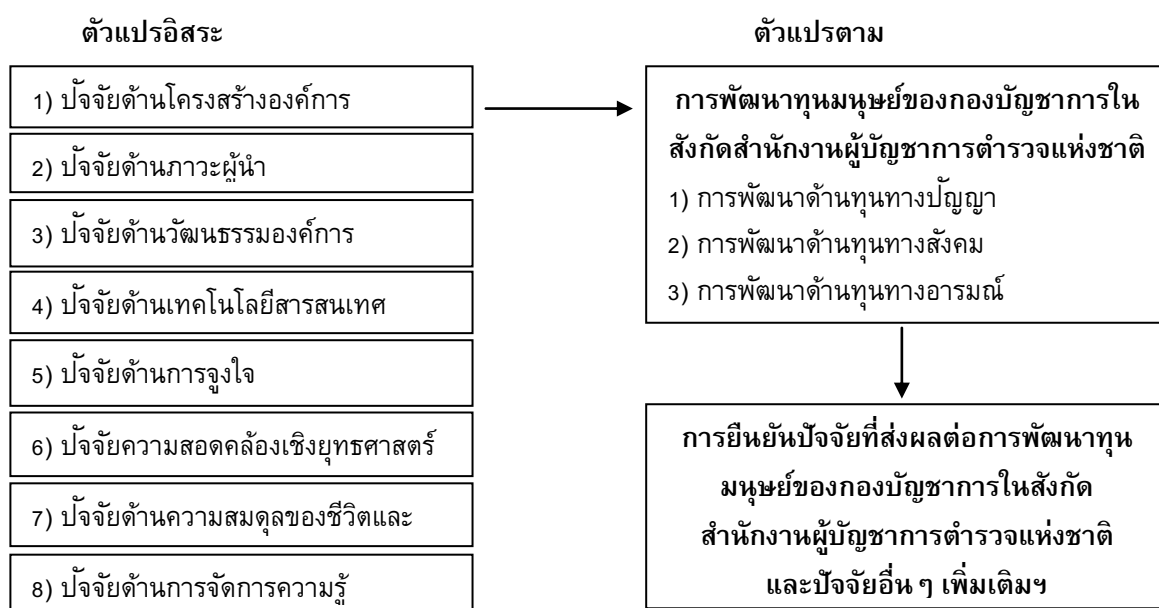 ตัวแปรอิสระ
1) ปัจจัยด้านโครงสร้างองค์การ
2) ปัจจัยด้านภาวะผู้นำ
3) ปัจจัยด้านวัฒนธรรมองค์การ
4) ปัจจัยด้านเทคโนโลยีสารสนเทศ
5) ปัจจัยด้านการจูงใจ
6) ปัจจัยความสอดคล้องเชิงยุทธศาสตร์
7) ปัจจัยด้านความสมดุลของชีวิตและ
8) ปัจจัยด้านการจัดการความรู้
ตัวแปรตาม
การพัฒนาทุนมนุษย์ของกองบัญชาการใน
สังกัดสำนักงานผู้บัญชาการตำรวจแห่งชาติ
1) การพัฒนาด้านทุนทางปัญญา
2) การพัฒนาด้านทุนทางสังคม
3) การพัฒนาด้านทุนทางอารมณ์
การยืนยันปัจจัยที่ส่งผลต่อการพัฒนาทุน
มนุษย์ของกองบัญชาการในสังกัด
สำนักงานผู้บัญชาการตำรวจแห่งชาติ
และปัจจัยอื่น ๆ เพิ่มเติมฯ